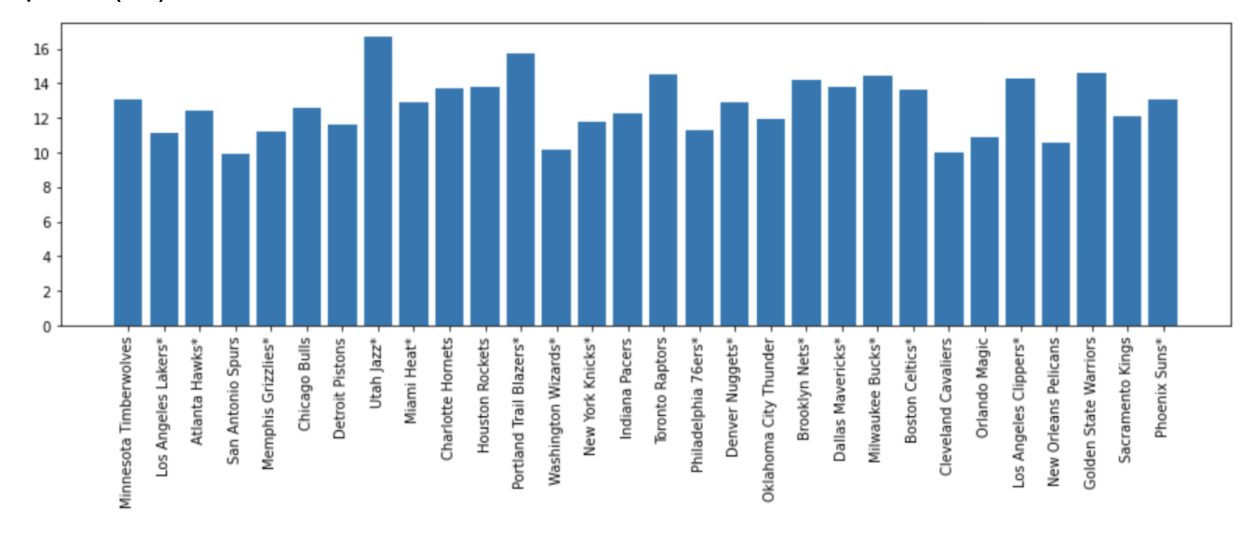 16
14
12
10
8
6
4
2
0
Minnesota Timberwolves
Los Angeles Lakers*
Atlanta Hawks*
San Antonio Spurs
Memphis Grizzlies*
Chicago Bulls
Detroit Pistons
Utah Jazz*
Miami Heat*
Charlotte Hornets
Houston Rockets
Portland Trail Blazers*
Washington Wizards*
New York Knicks*
Indiana Pacers
Toronto Raptors
Philadelphia 76ers*
Denver Nuggets*
Oklahoma City Thunder
Brooklyn Nets*
Dallas Mavericks*
Milwaukee Bucks*
Boston Celtics*
Cleveland Cavaliers
Orlando Magic
Los Angeles Clippers*
New Orleans Pelicans
Golden State Warriors
Sacramento Kings
Phoenix Suns*